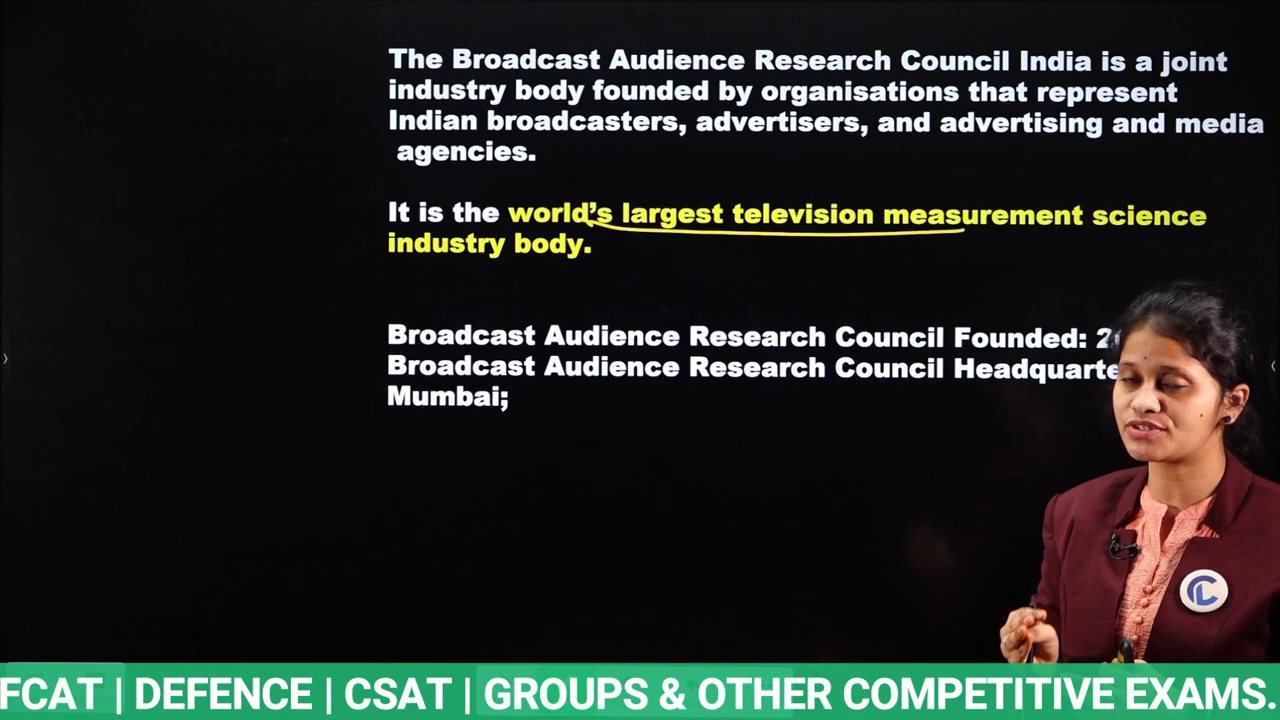 The Broadcast Audience Research Council India is a joint
industry body founded by organisations that represent
Indian broadcasters, advertisers, and advertising and media
agencies.
It is the world's largest television measurement science
industry body.
Broadcast Audience Research Council Founded:
Broadcast Audience Research Council
Mumbai;
FCAT | DEFENCE | CSAT | GROUPS & OTHER COMPETITIVE EXAMS.